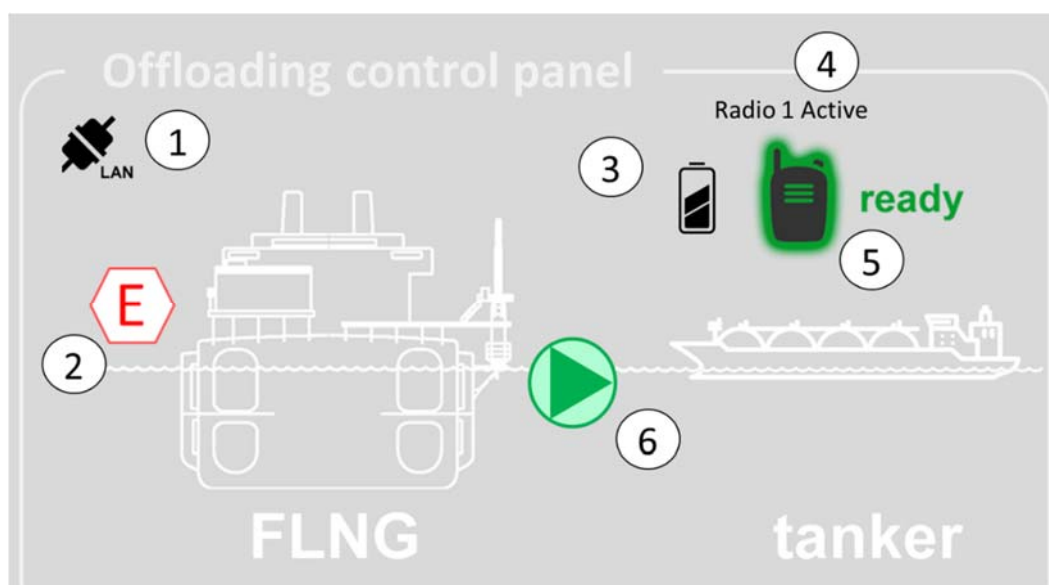 Offloading control panel
4
Radio 1 Active
1
LAN
3
ready
5
E
2
6
FLNG
tanker